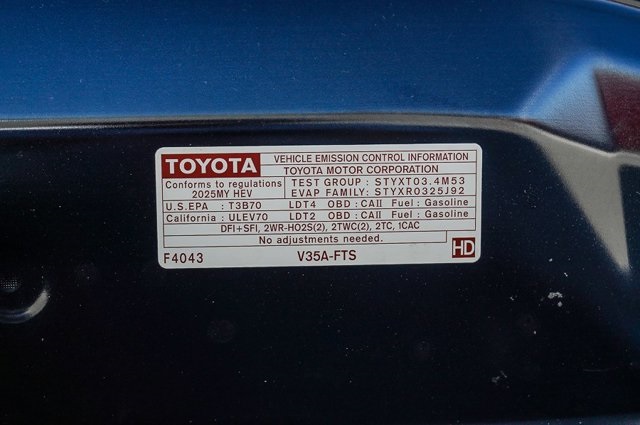 TOYOTA
VEHICLE EMISSION CONTROL INFORMATION
TOYOTA MOTOR CORPORATION
Conforms to regulations
2025MY HEV
TEST GROUP : STYXT03.4M53
EVAP FAMILY: STYXR0325J92
U.S.EPA : T3B70 LDT4 OBD : CAII Fuel : Gasoline
California : ULEV70 LDT2 OBD : CAII Fuel : Gasoline
DFI+SFI, 2WR-HO2S(2), 2TWC(2), 2TC, 1CAC
No adjustments needed.
F4043 V35A-FTS HD